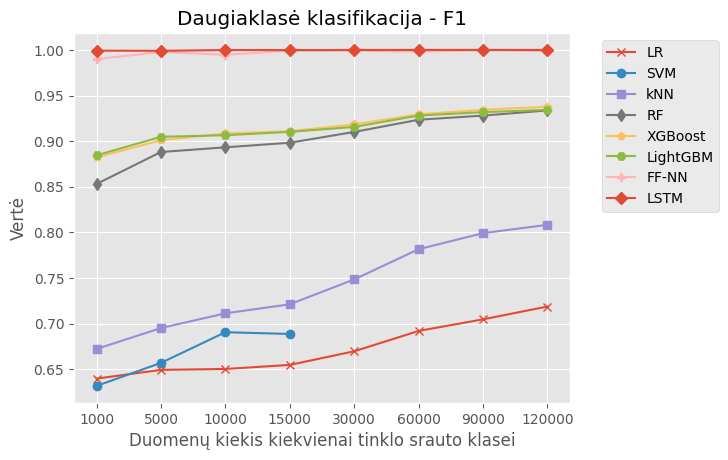 Daugiaklasė klasifikacija - F1
Vertė
1.00
0.95
0.90
0.85
0.80
0.75
0.70
0.65
1000 5000 10000 15000 30000 60000 90000 120000
Duomenų kiekis kiekvienai tinklo srauto klasei
LR
SVM
kNN
RF
XGBoost
LightGBM
FF-NN
LSTM